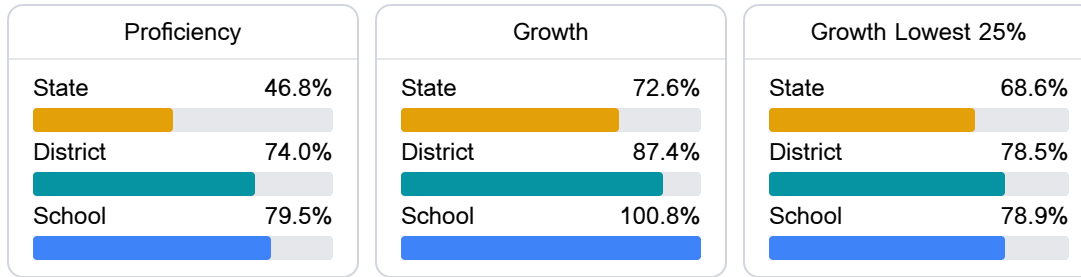 Proficiency
State 46.8%
District 74.0%
School 79.5%
Growth
State 72.6%
District 87.4%
School 100.8%
Growth Lowest 25%
State 68.6%
District 78.5%
School 78.9%